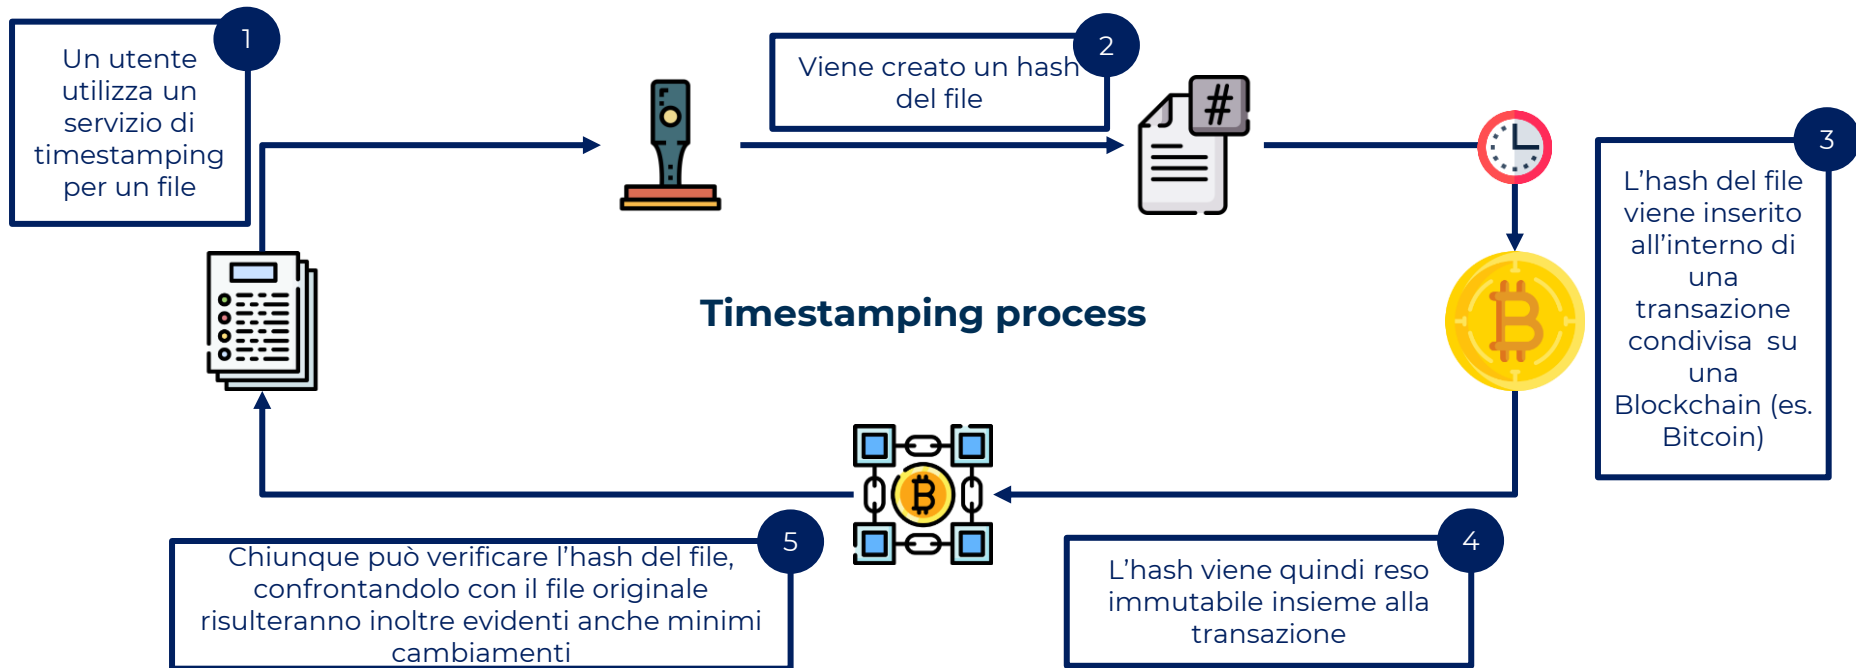 1
Un utente
utilizza un
servizio di
timestamping
per un file
2
Viene creato un hash
del file
#
3
L'hash del file
viene inserito
all'interno di
una
transazione
condivisa su
una
Blockchain (es.
Bitcoin)
Timestamping process
4
L'hash viene quindi reso
immutabile insieme alla
transazione
5
Chiunque può verificare l'hash del file,
confrontandolo con il file originale
risulteranno inoltre evidenti anche minimi
cambiamenti